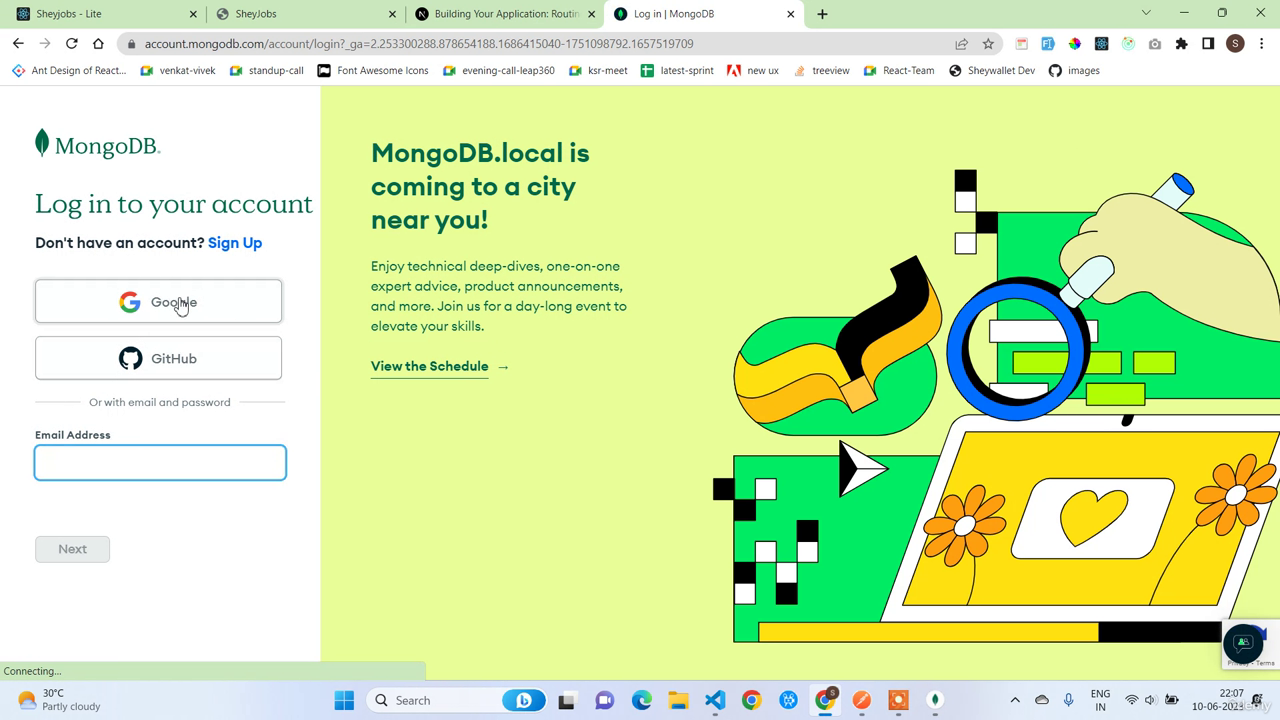 Sheyjobs - Lite
SheyJobs
Building Your Application: Routin
Log in | MongoDB
account.mongodb.com/account/login?_ga=2.253300208.878654188.1686415040-1751098792.1657519709
Ant Design of React...
venkat-vivek
standup-call
Font Awesome Icons
evening-call-leap360
ksr-meet
latest-sprint
new ux
treeview
React-Team
Sheywallet Dev
images
MongoDB.
Log in to your account
Don't have an account? Sign Up
Google
GitHub
Or with email and password
Email Address
Next
MongoDB.local is
coming to a city
near you!
Enjoy technical deep-dives, one-on-one
expert advice, product announcements,
and more. Join us for a day-long event to
elevate your skills.
View the Schedule →
Privacy - Terms
Connecting...
30°C
Partly cloudy
Search
ENG
IN
22:07
10-06-2023